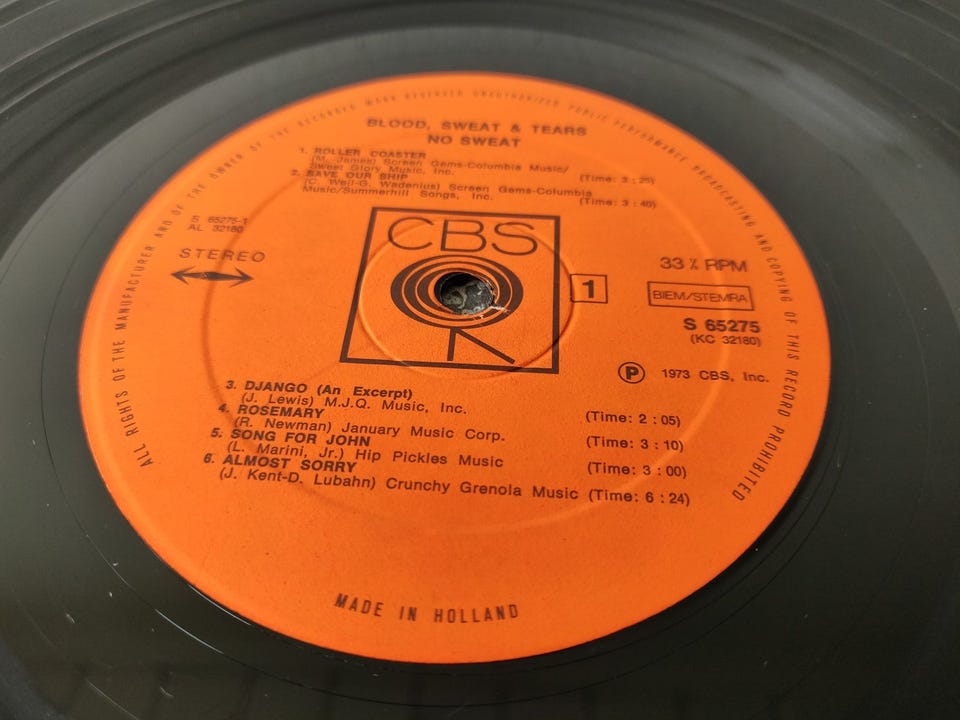 ALL RIGHTS OF THE MANUFACTURER AND OF THE OWNER OF THE RECORDED WORK RESERVED UNAUTHORIZED PUBLIC PERFORMANCE BROADCASTING AND COPYING OF THIS RECORD PROHIBITED
BLOOD, SWEAT & TEARS
NO SWEAT
1. ROLLER COASTER
(M. James) Screen Gems-Columbia Music/
Sweet Glory Music, Inc. (Time: 3 : 25)
2. SAVE OUR SHIP
(C. Weil-G. Wadenius) Screen Gems-Columbia
Music/Summerhill Songs, Inc. (Time: 3 : 40)
S 65275-1
AL 32180
STEREO
CBS
1
33 ⅓ RPM
BIEM/STEMRA
S 65275
(KC 32180)
Ⓟ 1973 CBS, Inc.
3. DJANGO (An Excerpt)
(J. Lewis) M.J.Q. Music, Inc. (Time: 2 : 05)
4. ROSEMARY
(R. Newman) January Music Corp. (Time: 3 : 10)
5. SONG FOR JOHN
(L. Marini, Jr.) Hip Pickles Music (Time: 3 : 00)
6. ALMOST SORRY
(J. Kent-D. Lubahn) Crunchy Grenola Music (Time: 6 : 24)
MADE IN HOLLAND